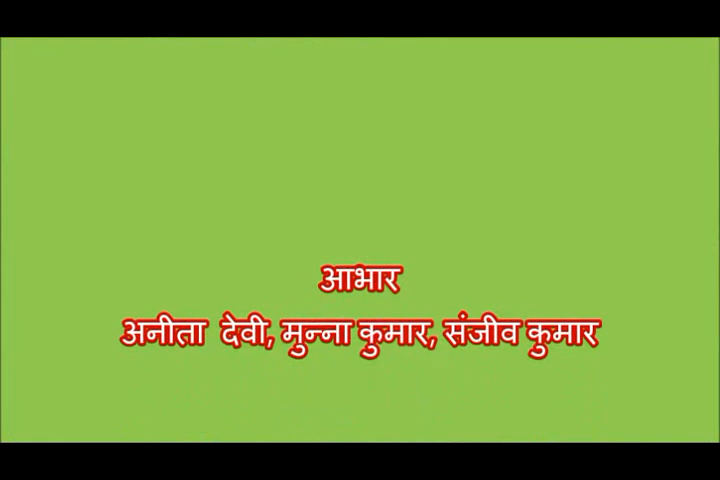 आभार
अनीता देवी, मुन्ना कुमार, संजीव कुमार